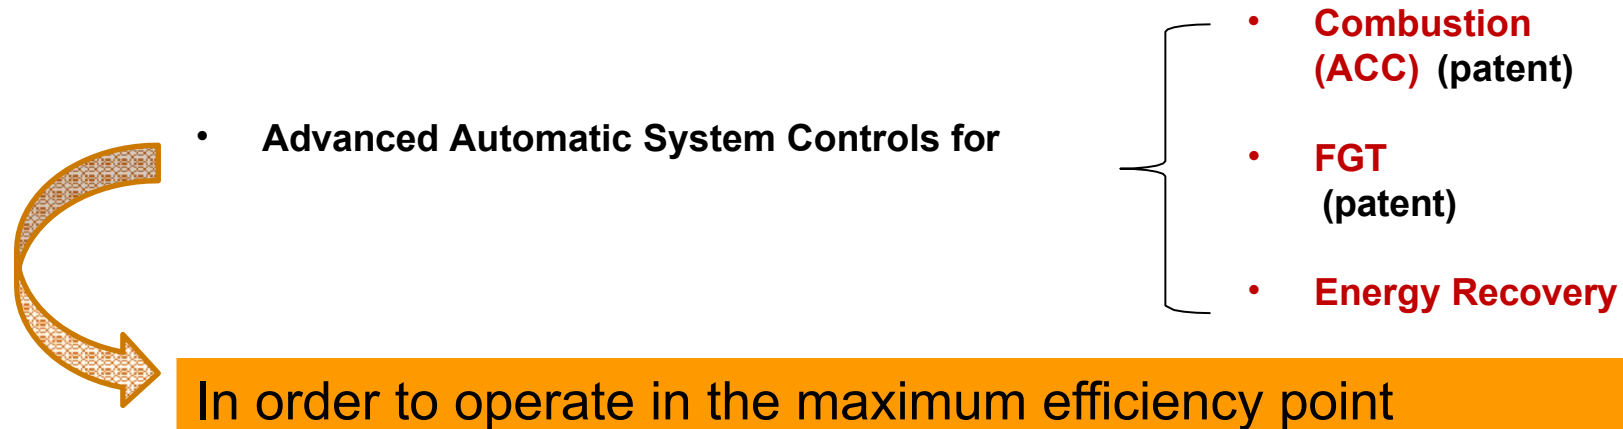 • Advanced Automatic System Controls for
• Combustion
(ACC) (patent)
• FGT
(patent)
• Energy Recovery
In order to operate in the maximum efficiency point